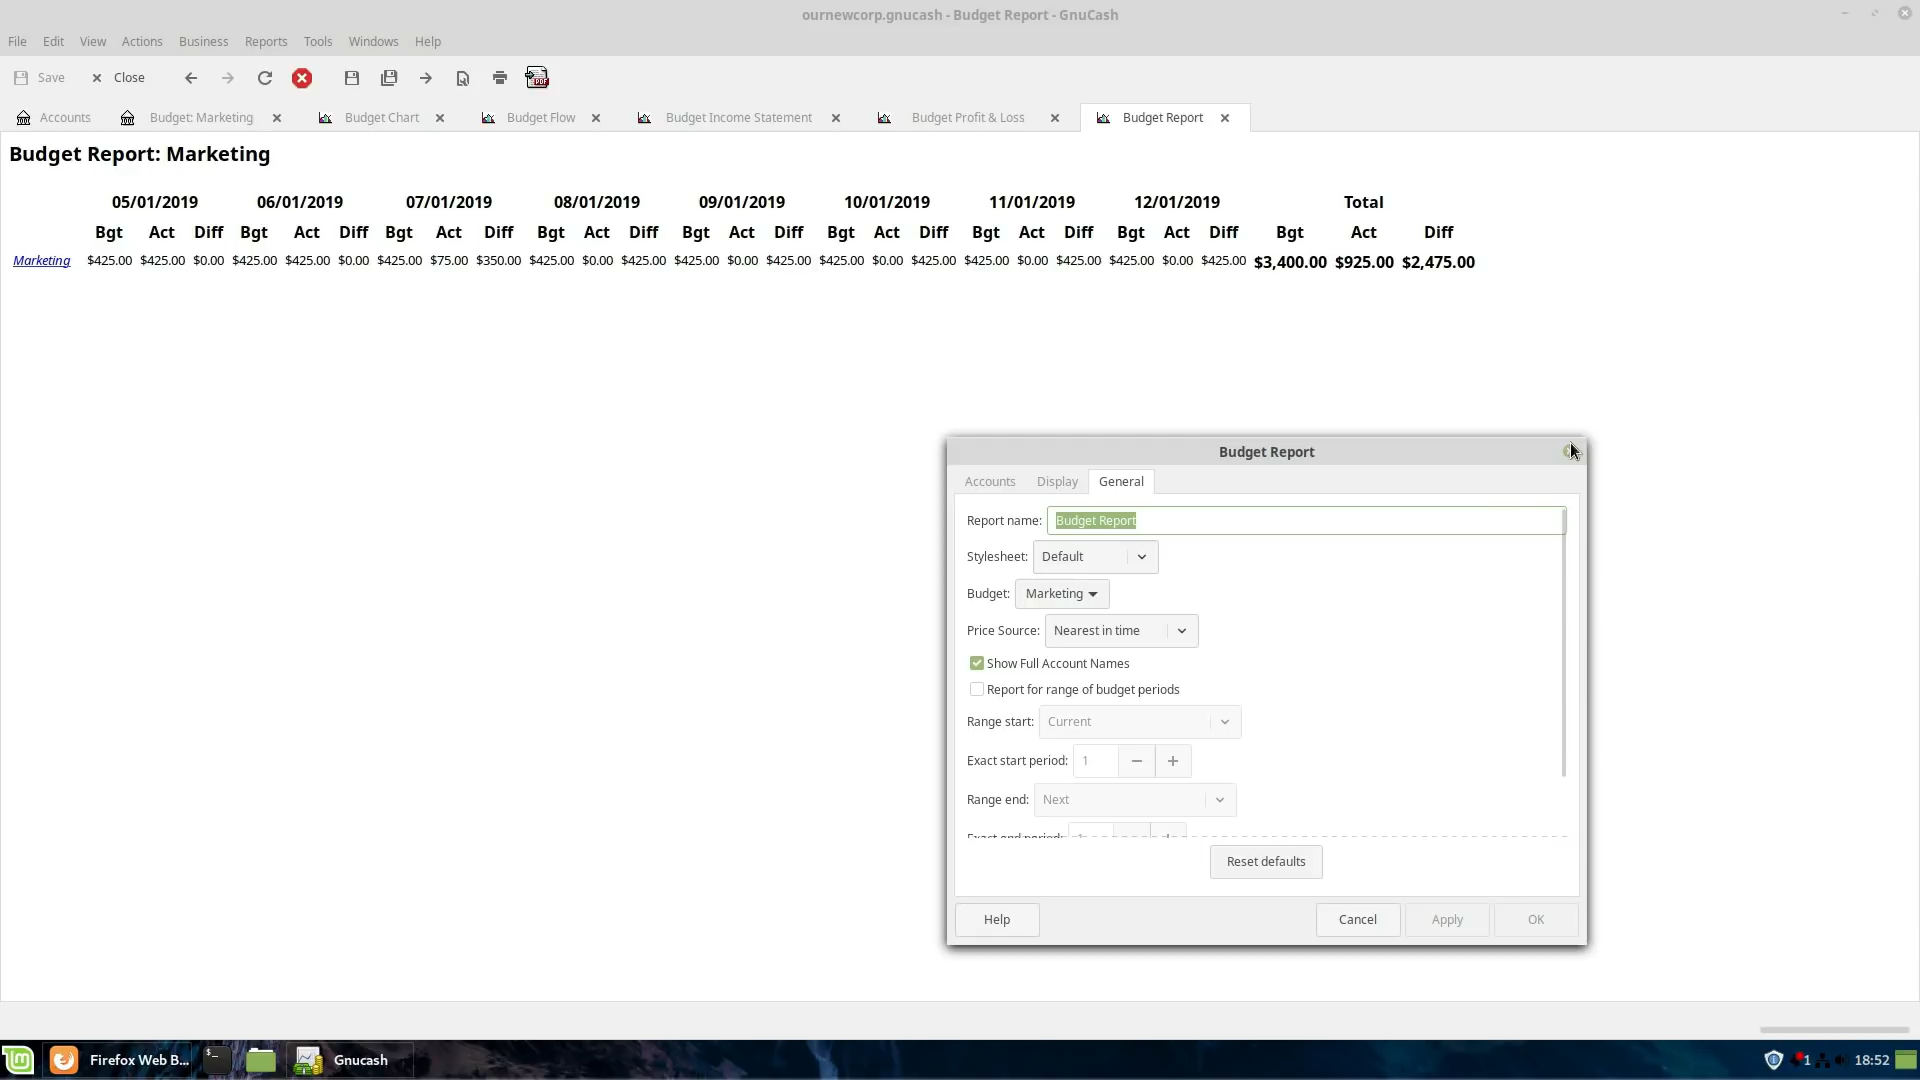 ournewcorp.gnucash - Budget Report - GnuCash
File Edit View Actions Business Reports Tools Windows Help
Save Close
Accounts Budget: Marketing Budget Chart Budget Flow Budget Income Statement Budget Profit & Loss Budget Report
Budget Report: Marketing
05/01/2019 06/01/2019 07/01/2019 08/01/2019 09/01/2019 10/01/2019 11/01/2019 12/01/2019 Total
Bgt Act Diff Bgt Act Diff Bgt Act Diff Bgt Act Diff Bgt Act Diff Bgt Act Diff Bgt Act Diff Bgt Act Diff Bgt Act Diff
Marketing $425.00 $425.00 $0.00 $425.00 $425.00 $0.00 $425.00 $75.00 $350.00 $425.00 $0.00 $425.00 $425.00 $0.00 $425.00 $425.00 $0.00 $425.00 $425.00 $0.00 $425.00 $425.00 $0.00 $425.00 $3,400.00 $925.00 $2,475.00
Budget Report
Accounts Display General
Report name: Budget Report
Stylesheet: Default
Budget: Marketing
Price Source: Nearest in time
Show Full Account Names
Report for range of budget periods
Range start: Current
Exact start period: 1
Range end: Next
Exact end period: 1
Reset defaults
Help Cancel Apply OK
Firefox Web B... Gnucash 1 18:52